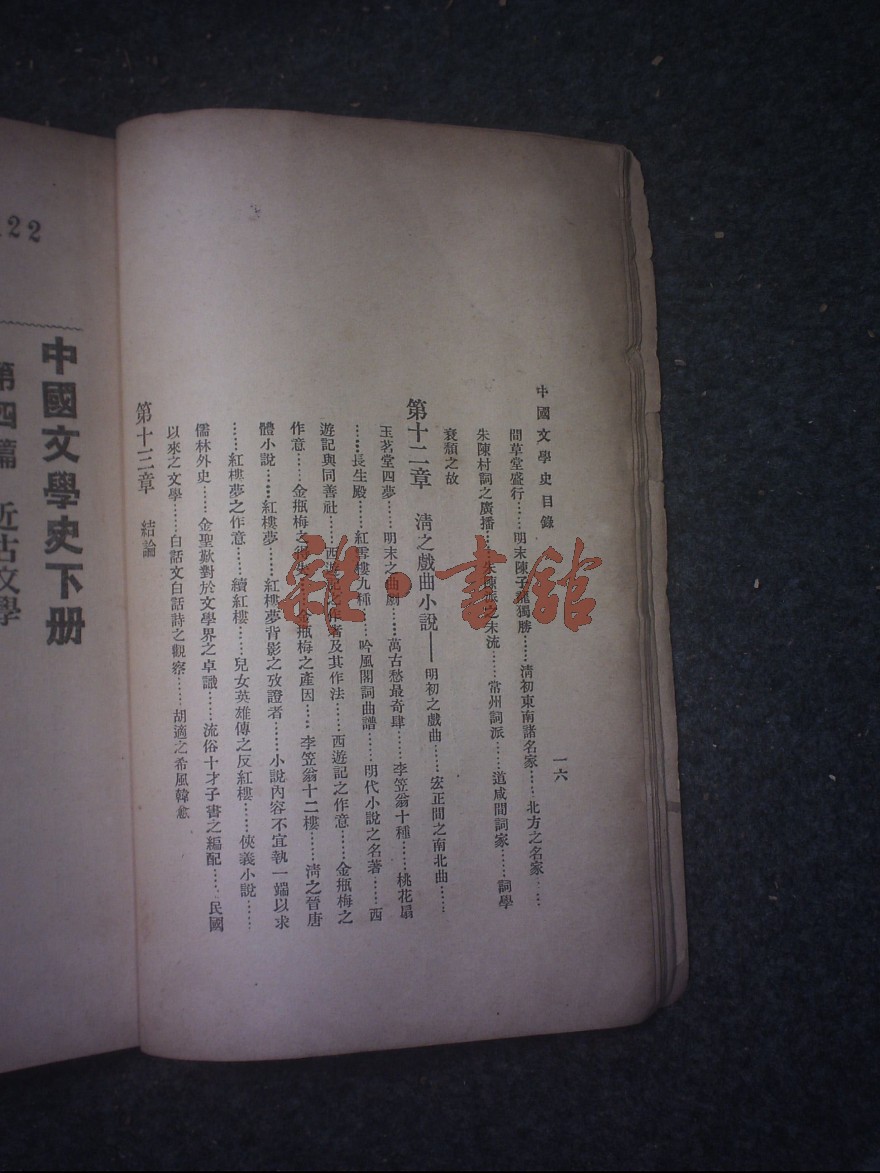 中國文學史目錄
一六
間草堂盛行……明末陳子龍獨勝……清初東南諸名家……北方之名家……
朱陳村詞之廣播……朱陳派之末流……常州詞派……道咸間詞家……詞學
衰頹之故
第十二章　清之戲曲小說——明初之戲曲……宏正間之南北曲……
玉茗堂四夢……明末之曲劇……萬古愁最奇肆……李笠翁十種……桃花扇
……長生殿……紅雪樓九種……吟風閣詞曲譜……明代小說之名著……西
遊記與同善社……西遊記之作者及其作法……西遊記之作意……金瓶梅之
作意……金瓶梅之得失……金瓶梅之產因……李笠翁十二樓……清之晉唐
體小說……紅樓夢……紅樓夢背影之攷證者……小說內容不宜執一端以求
……紅樓夢之作意……續紅樓……兒女英雄傳之反紅樓……俠義小說……
儒林外史……金聖歎對於文學界之卓識……流俗十才子書之編配……民國
以來之文學……白話文白話詩之觀察……胡適之希風韓愈
第十三章　結論
22
中國文學史下册
第四篇　近古文學
雜·書館